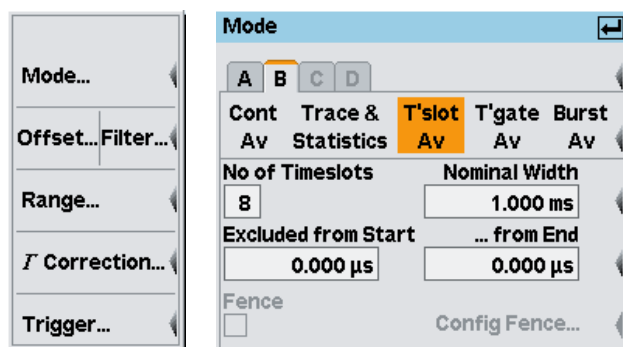 Mode...
Offset... Filter...
Range...
Γ Correction...
Trigger...
Mode
A B C D
Cont Av Trace & Statistics T'slot Av T'gate Av Burst Av
No of Timeslots Nominal Width
8 1.000 ms
Excluded from Start ... from End
0.000 µs 0.000 µs
Fence
Config Fence...